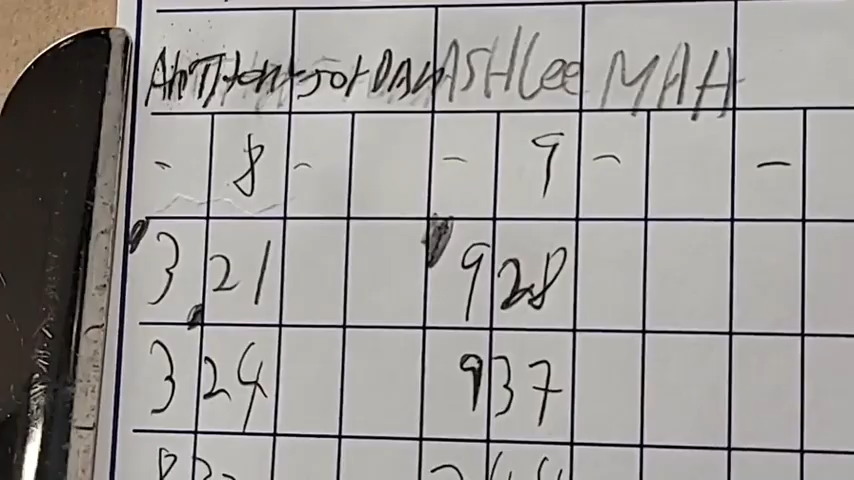 AnTHony JorDAN ASHLee MAH
- 8 - - 9 - -
3 21 9 28
3 24 9 37